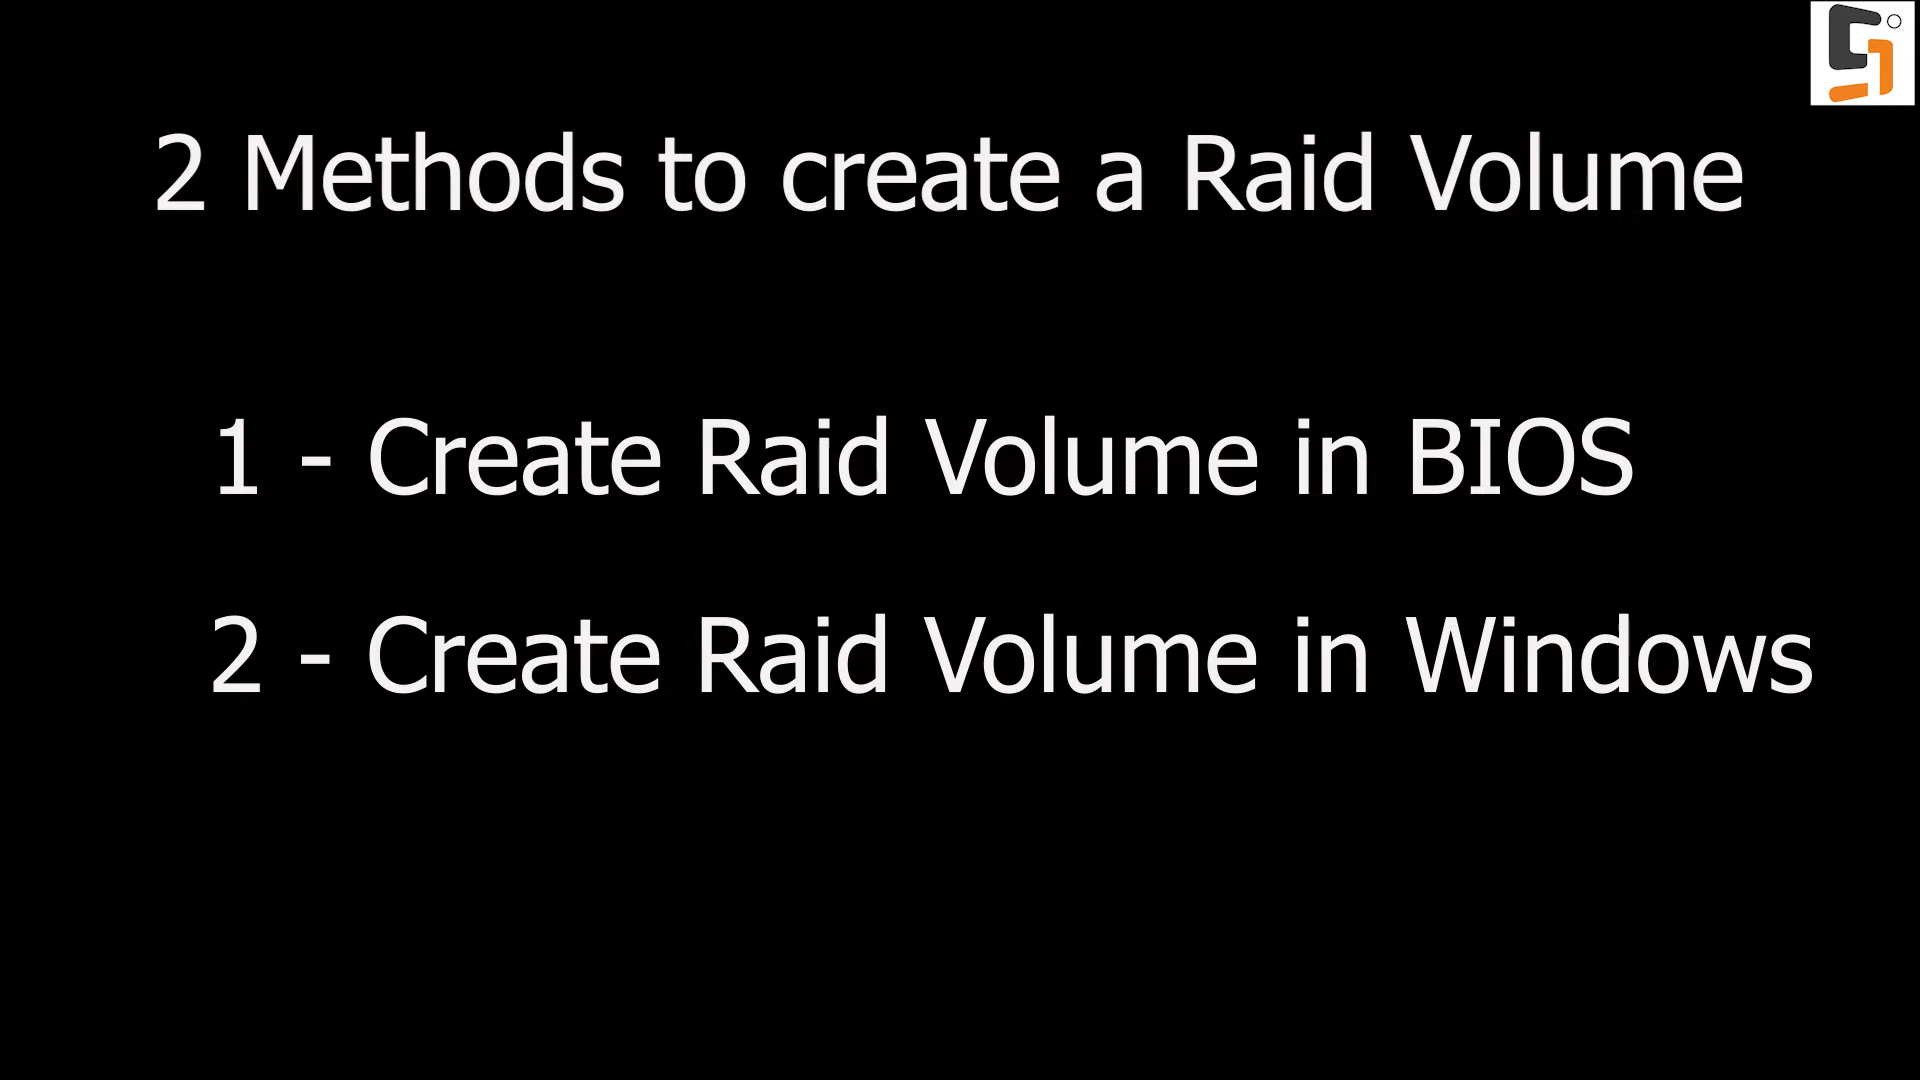 2 Methods to create a Raid Volume
1 - Create Raid Volume in BIOS
2 - Create Raid Volume in Windows